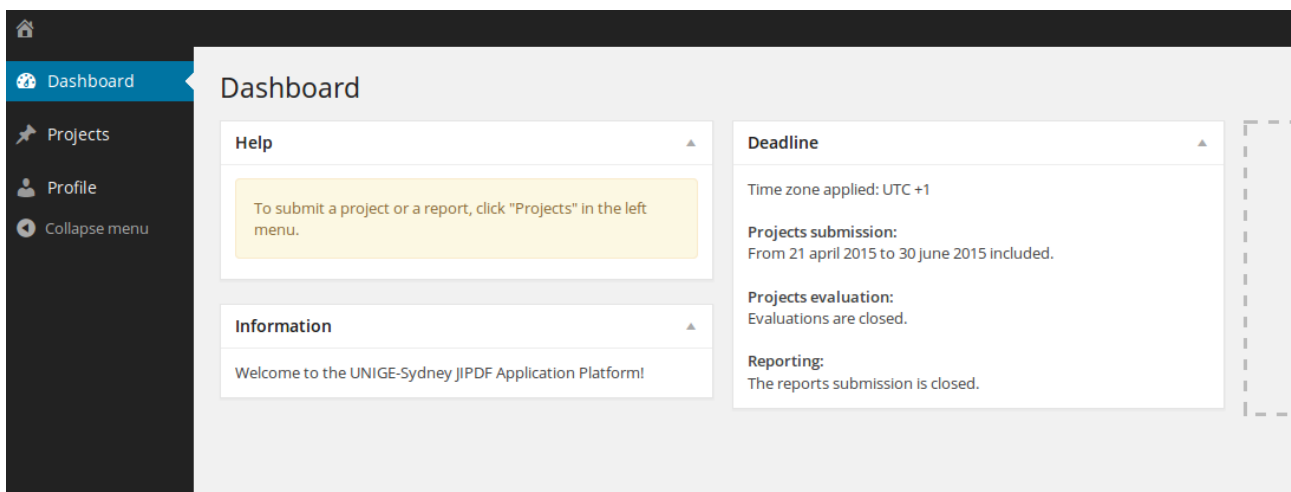 Dashboard
Projects
Profile
Collapse menu
Dashboard
Help
To submit a project or a report, click "Projects" in the left
menu.
Information
Welcome to the UNIGE-Sydney JIPDF Application Platform!
Deadline
Time zone applied: UTC +1
Projects submission:
From 21 april 2015 to 30 june 2015 included.
Projects evaluation:
Evaluations are closed.
Reporting:
The reports submission is closed.